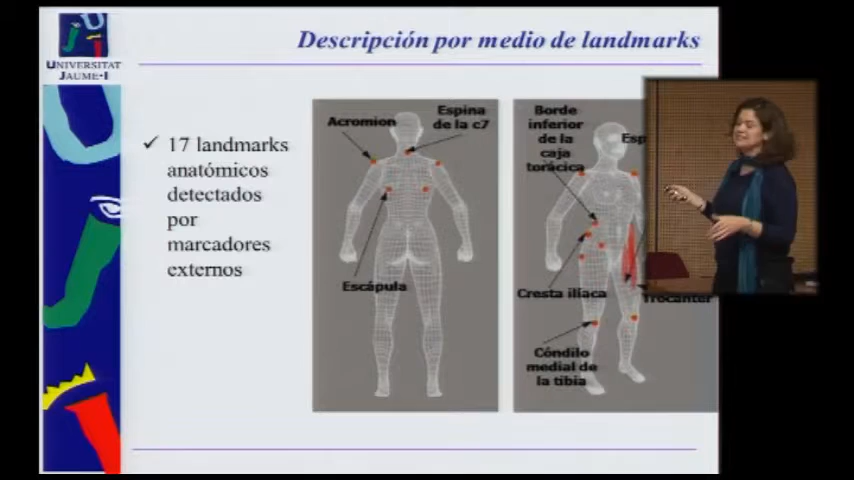 Descripción por medio de landmarks
UNIVERSITAT
JAUME·I
✓ 17 landmarks
anatómicos
detectados
por
marcadores
externos
Acromion
Espina
de la c7
Escápula
Borde
inferior
de la
caja
torácica
Esp
Cresta ilíaca
Trocanter
Cóndilo
medial de
la tibia